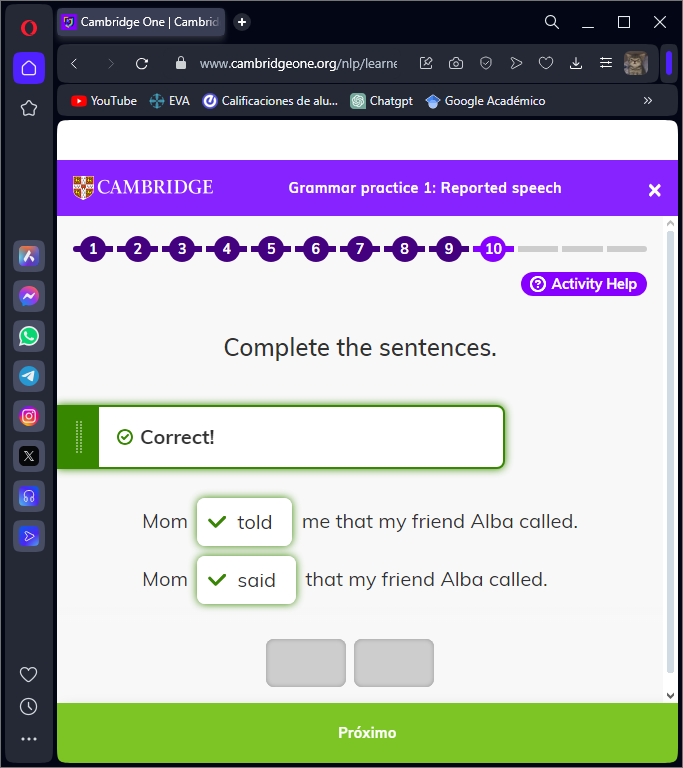 Cambridge One | Cambrid
www.cambridgeone.org/nlp/learne
YouTube EVA Calificaciones de alu... Chatgpt Google Académico
CAMBRIDGE Grammar practice 1: Reported speech
1 2 3 4 5 6 7 8 9 10
? Activity Help
Complete the sentences.
Correct!
Mom told me that my friend Alba called.
Mom said that my friend Alba called.
Próximo